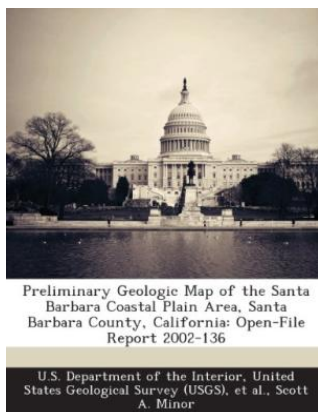 Preliminary Geologic Map of the Santa
Barbara Coastal Plain Area, Santa
Barbara County, California: Open-File
Report 2002-136
U.S. Department of the Interior, United
States Geological Survey (USGS), et al., Scott
A. Minor